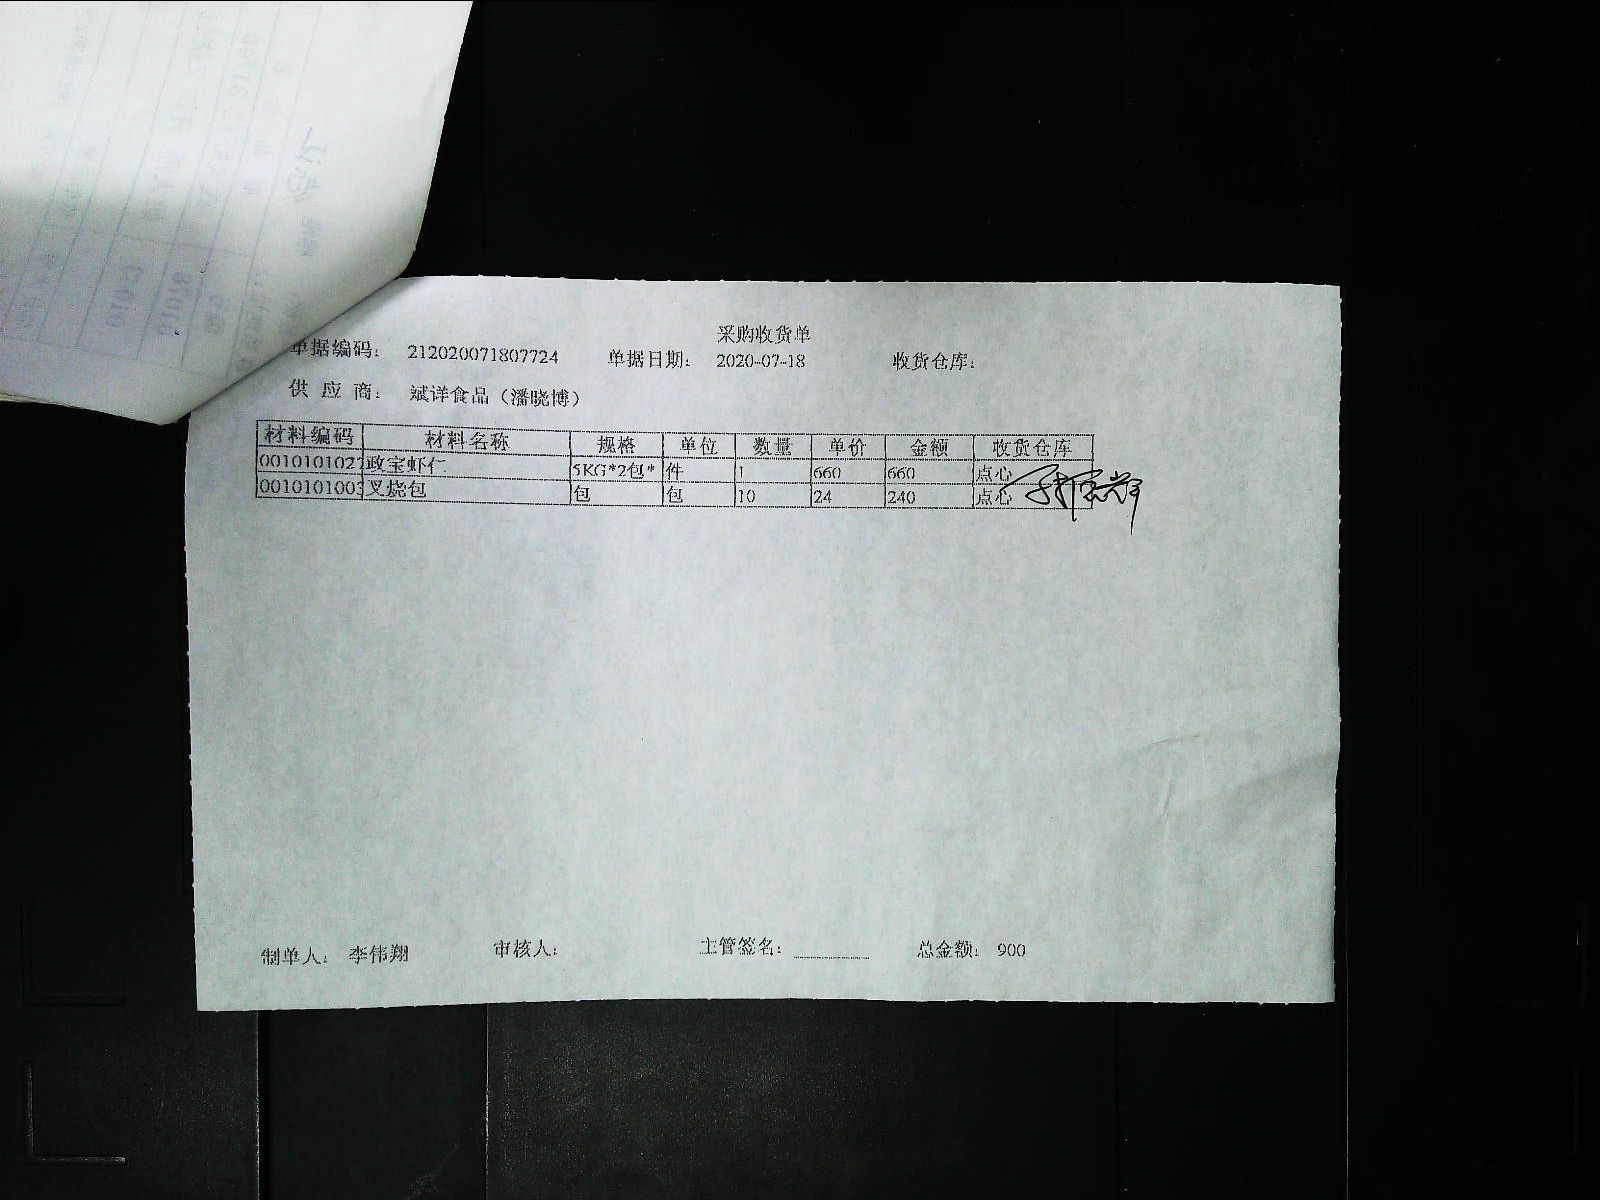 采购收货单
单据编码： 212020071807724 单据日期： 2020-07-18 收货仓库：
供 应 商： 斌详食品（潘晓博）
材料编码 材料名称 规格 单位 数量 单价 金额 收货仓库
001010102 政宝虾仁 5KG*2包* 件 1 660 660 点心
001010100 叉烧包 包 包 10 24 240 点心
制单人： 李伟翔 审核人： 主管签名： 总金额： 900